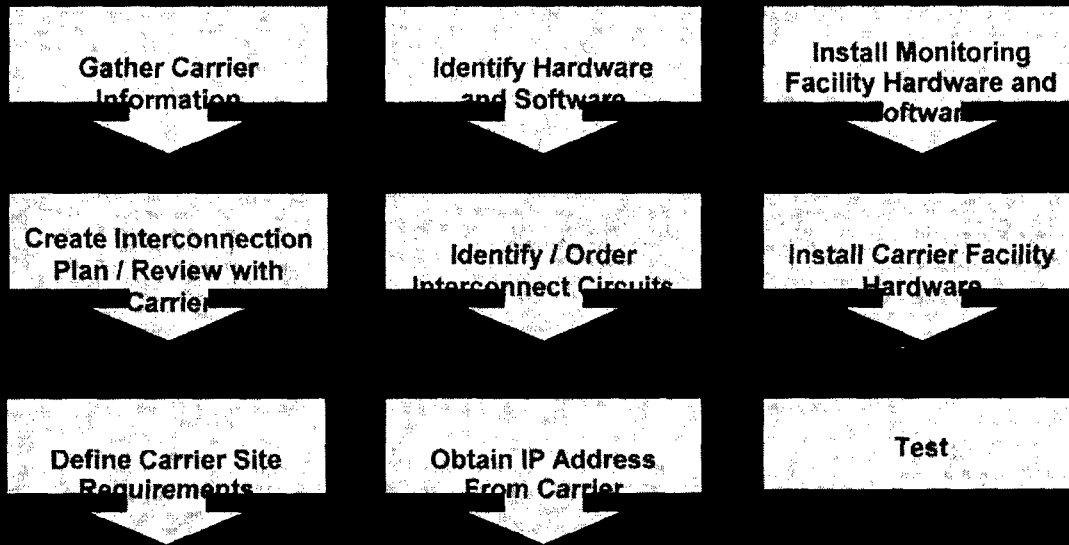 Gather Carrier
Information
Create Interconnection
Plan / Review with
Carrier
Define Carrier Site
Requirements
Identify Hardware
and Software
Identify / Order
Interconnect Circuits
Obtain IP Address
From Carrier
Install Monitoring
Facility Hardware and
oftwar
Install Carrier Facility
Hardware
Test